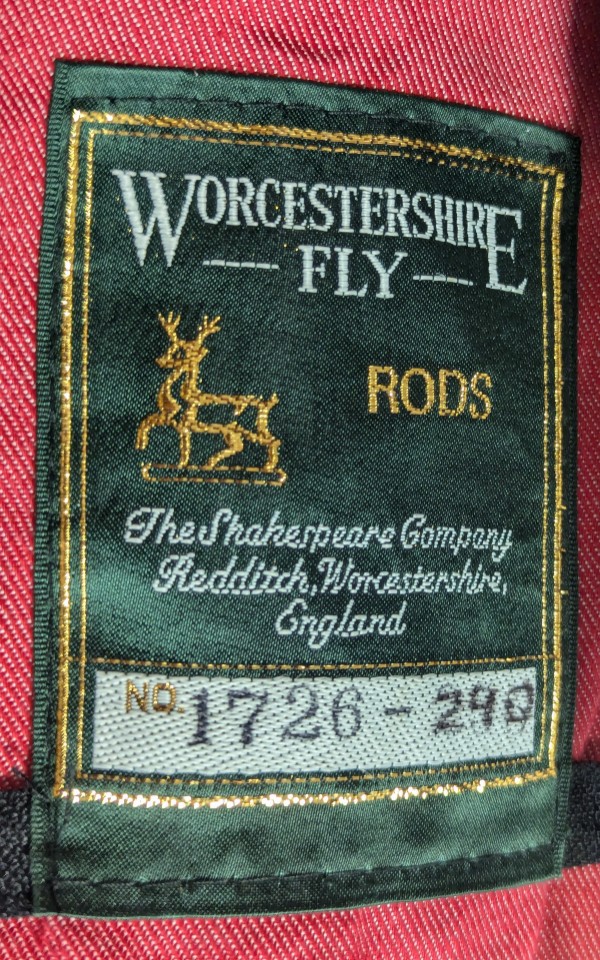 WORCESTERSHIRE
— FLY —
RODS
The Shakespeare Company
Redditch, Worcestershire,
England
NO. 1726 - 240